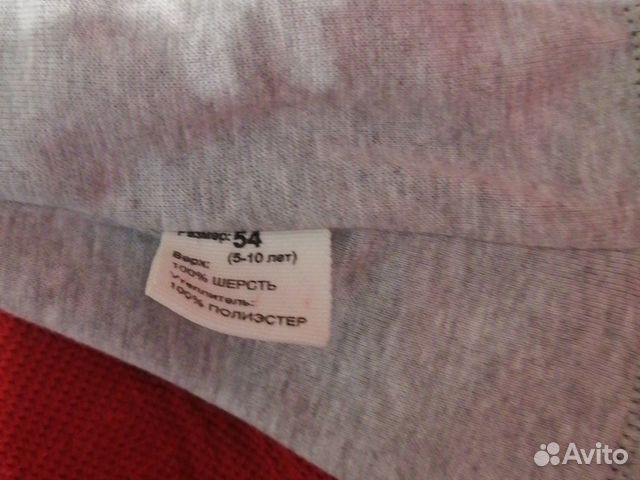 Размер: 54
(5-10 лет)
Верх:
100% ШЕРСТЬ
Утеплитель:
100% ПОЛИЭСТЕР
Avito